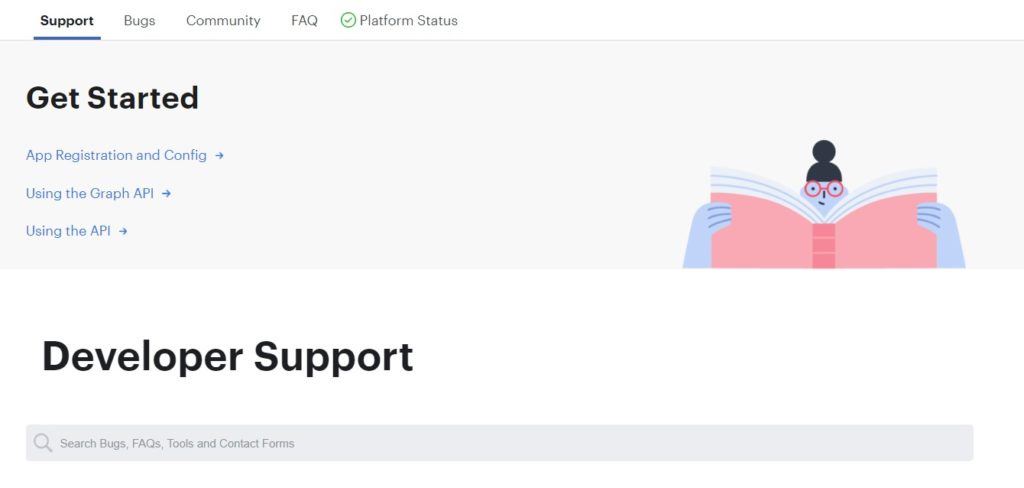 Support Bugs Community FAQ Platform Status
Get Started
App Registration and Config →
Using the Graph API →
Using the API →
Developer Support
Search Bugs, FAQs, Tools and Contact Forms